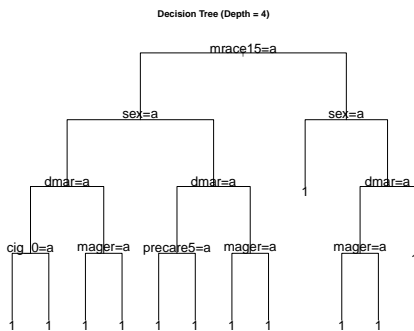 Decision Tree (Depth = 4)
mrace15=a
sex=a sex=a
dmar=a dmar=a 1 dmar=a
cig_0=a mager=a precare5=a mager=a mager=a
1 1 1 1 1 1 1 1 1 1